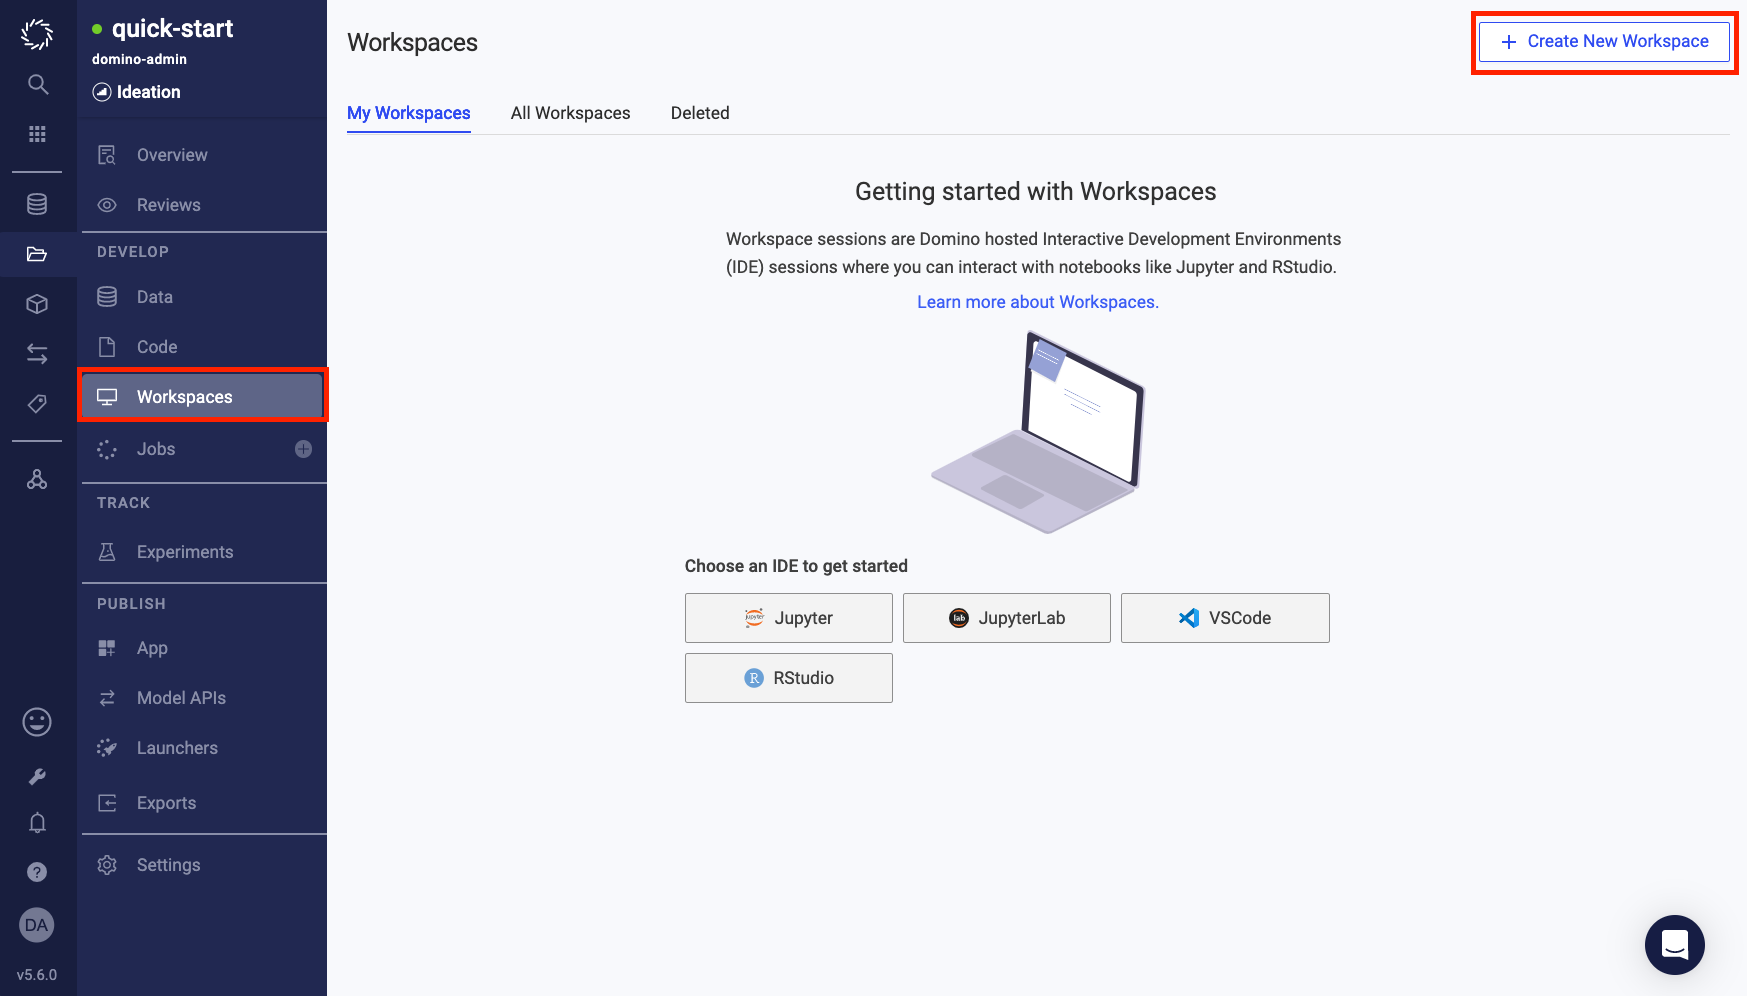 quick-start
domino-admin
Ideation
Overview
Reviews
DEVELOP
Data
Code
Workspaces
Jobs
TRACK
Experiments
PUBLISH
App
Model APIs
Launchers
Exports
Settings
DA
v5.6.0
Workspaces
+ Create New Workspace
My Workspaces
All Workspaces
Deleted
Getting started with Workspaces
Workspace sessions are Domino hosted Interactive Development Environments
(IDE) sessions where you can interact with notebooks like Jupyter and RStudio.
Learn more about Workspaces.
Choose an IDE to get started
jupyter Jupyter
lab JupyterLab
VSCode
R RStudio